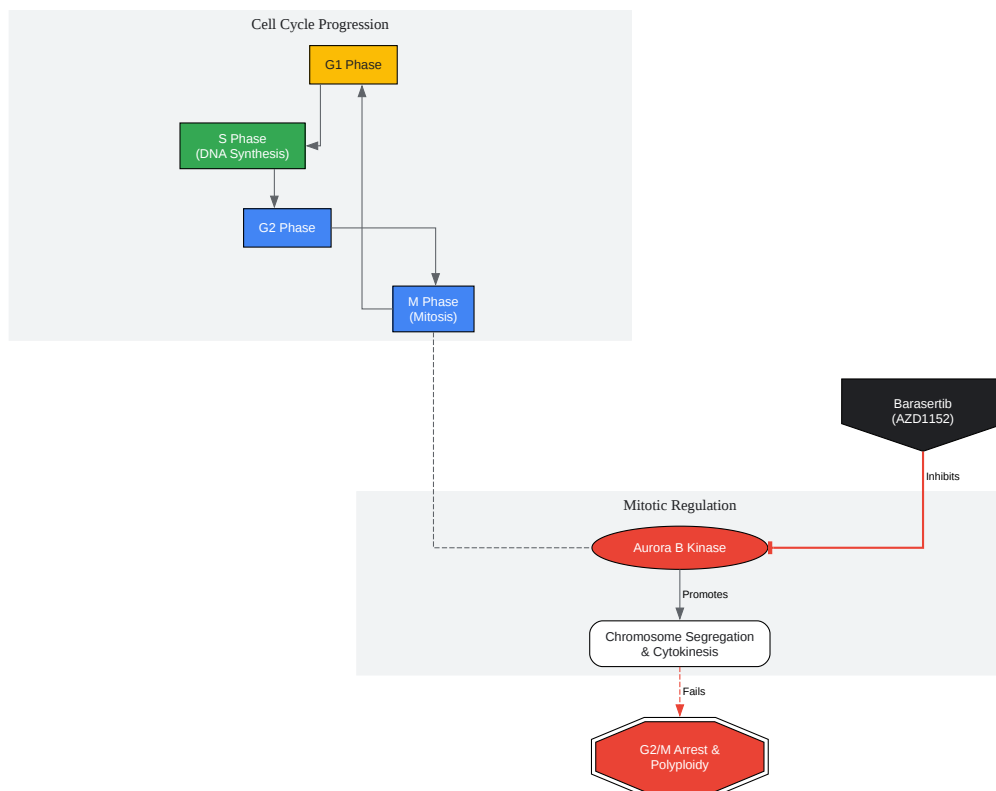 Cell Cycle Progression
G1 Phase
S Phase
(DNA Synthesis)
G2 Phase
M Phase
(Mitosis)
Barasertib
(AZD1152)
Inhibits
Mitotic Regulation
Aurora B Kinase
Promotes
Chromosome Segregation
& Cytokinesis
Fails
G2/M Arrest &
Polyploidy